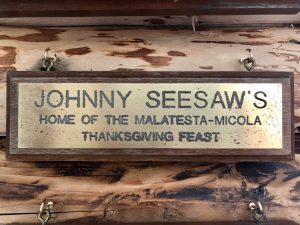 JOHNNY SEESAW'S
HOME OF THE MALATESTA-MICOLA
THANKSGIVING FEAST